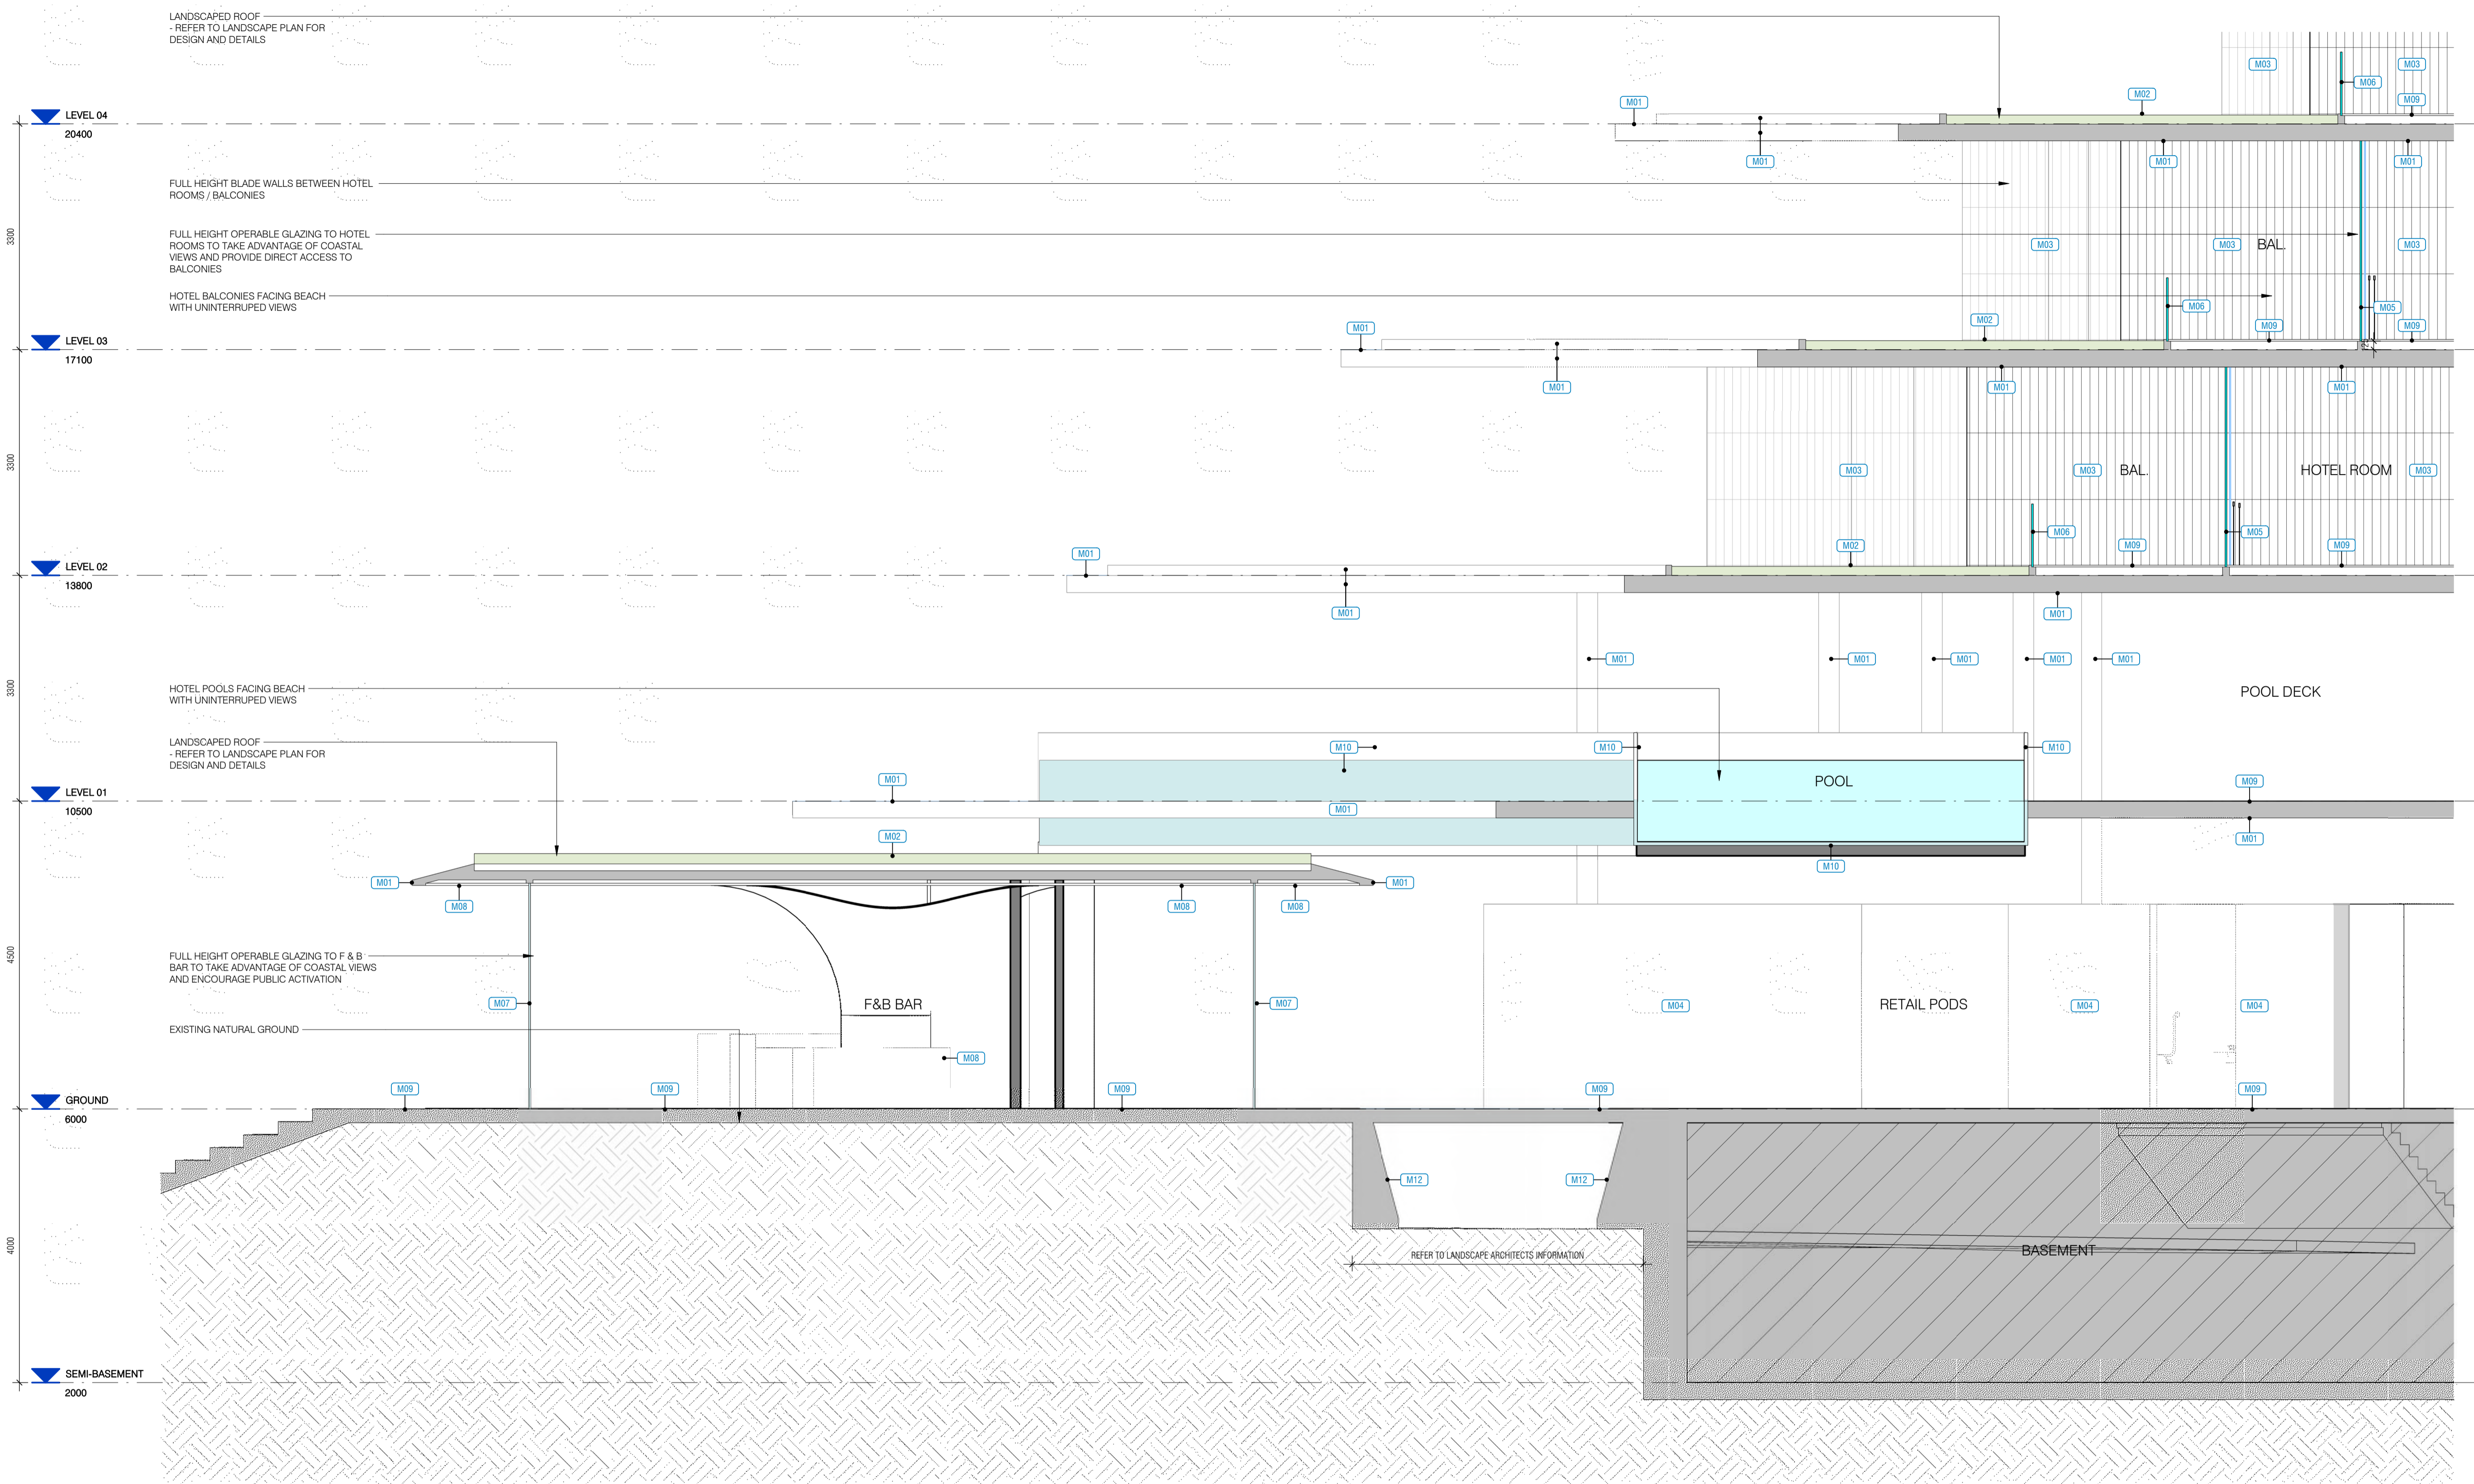 LANDSCAPED ROOF
- REFER TO LANDSCAPE PLAN FOR
DESIGN AND DETAILS
M03
M03
M06
M02
M09
M01
LEVEL 04
20400
M01
M01
M01
FULL HEIGHT BLADE WALLS BETWEEN HOTEL
ROOMS / BALCONIES
3300
FULL HEIGHT OPERABLE GLAZING TO HOTEL
ROOMS TO TAKE ADVANTAGE OF COASTAL
VIEWS AND PROVIDE DIRECT ACCESS TO
BALCONIES
M03
M03
BAL.
M03
HOTEL BALCONIES FACING BEACH
WITH UNINTERRUPED VIEWS
M06
M05
M01
M02
M09
M09
LEVEL 03
17100
M01
M01
M01
3300
M03
M03
BAL.
HOTEL ROOM
M03
M06
M05
M01
M02
M09
M09
LEVEL 02
13800
M01
M01
M01
M01
M01
M01
M01
3300
HOTEL POOLS FACING BEACH
WITH UNINTERRUPED VIEWS
POOL DECK
LANDSCAPED ROOF
- REFER TO LANDSCAPE PLAN FOR
DESIGN AND DETAILS
M10
M10
M10
M01
POOL
M09
LEVEL 01
10500
M01
M02
M01
M10
M01
M01
M08
M08
M08
4500
FULL HEIGHT OPERABLE GLAZING TO F & B
BAR TO TAKE ADVANTAGE OF COASTAL VIEWS
AND ENCOURAGE PUBLIC ACTIVATION
M07
F&B BAR
M07
M04
RETAIL PODS
M04
M04
EXISTING NATURAL GROUND
M08
M09
M09
M09
M09
M09
GROUND
6000
M12
M12
4000
REFER TO LANDSCAPE ARCHITECTS INFORMATION
BASEMENT
SEMI-BASEMENT
2000